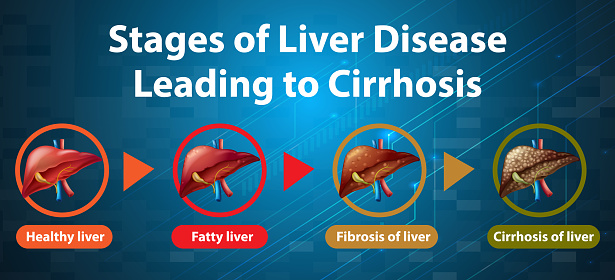 Stages of Liver Disease
Leading to Cirrhosis
Healthy liver
Fatty liver
Fibrosis of liver
Cirrhosis of liver